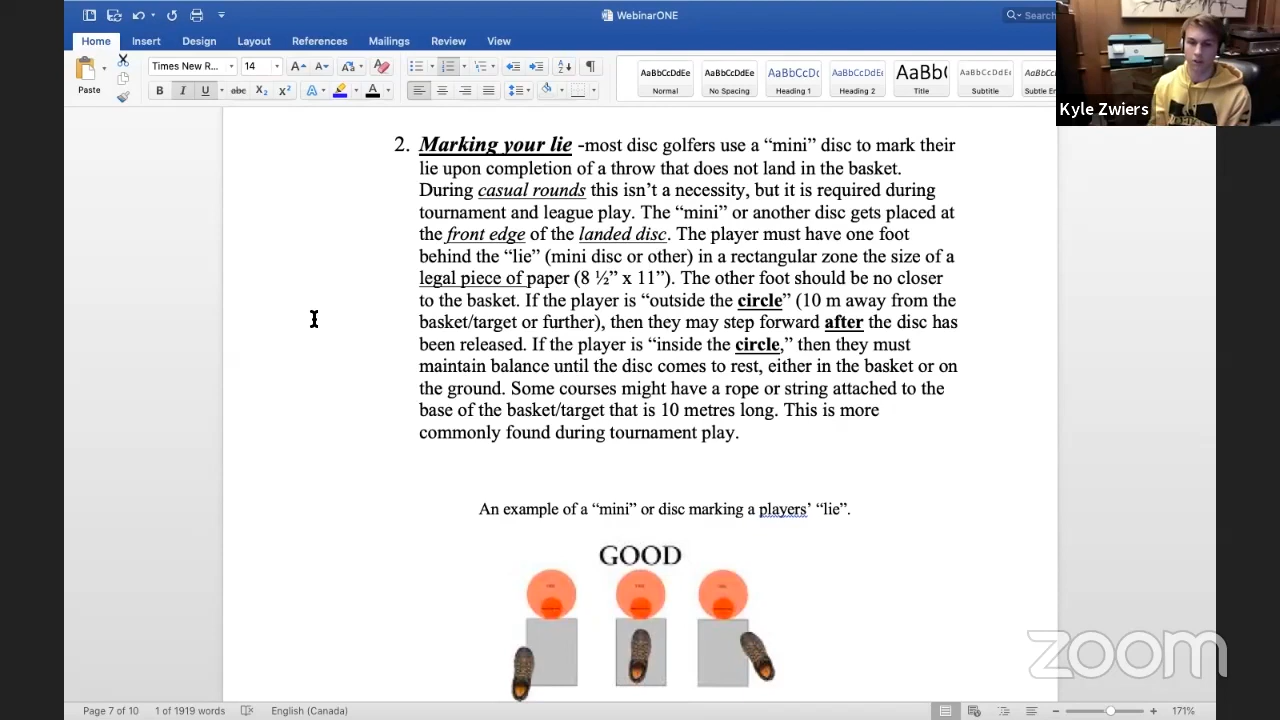 WebinarONE
Search
Home Insert Design Layout References Mailings Review View
Paste
Times New R... 14
AaBbCcDdEe AaBbCcDdEe AaBbCcDc AaBbCcDdEe AaBb( AaBbCcDdEe AaBbCcDdEe
Normal No Spacing Heading 1 Heading 2 Title Subtitle Subtle Em
Kyle Zwiers
2. Marking your lie -most disc golfers use a “mini” disc to mark their
lie upon completion of a throw that does not land in the basket.
During casual rounds this isn’t a necessity, but it is required during
tournament and league play. The “mini” or another disc gets placed at
the front edge of the landed disc. The player must have one foot
behind the “lie” (mini disc or other) in a rectangular zone the size of a
legal piece of paper (8 ½” x 11”). The other foot should be no closer
to the basket. If the player is “outside the circle” (10 m away from the
basket/target or further), then they may step forward after the disc has
been released. If the player is “inside the circle,” then they must
maintain balance until the disc comes to rest, either in the basket or on
the ground. Some courses might have a rope or string attached to the
base of the basket/target that is 10 metres long. This is more
commonly found during tournament play.
An example of a “mini” or disc marking a players’ “lie”.
GOOD
zoom
Page 7 of 10 1 of 1919 words English (Canada) 171%